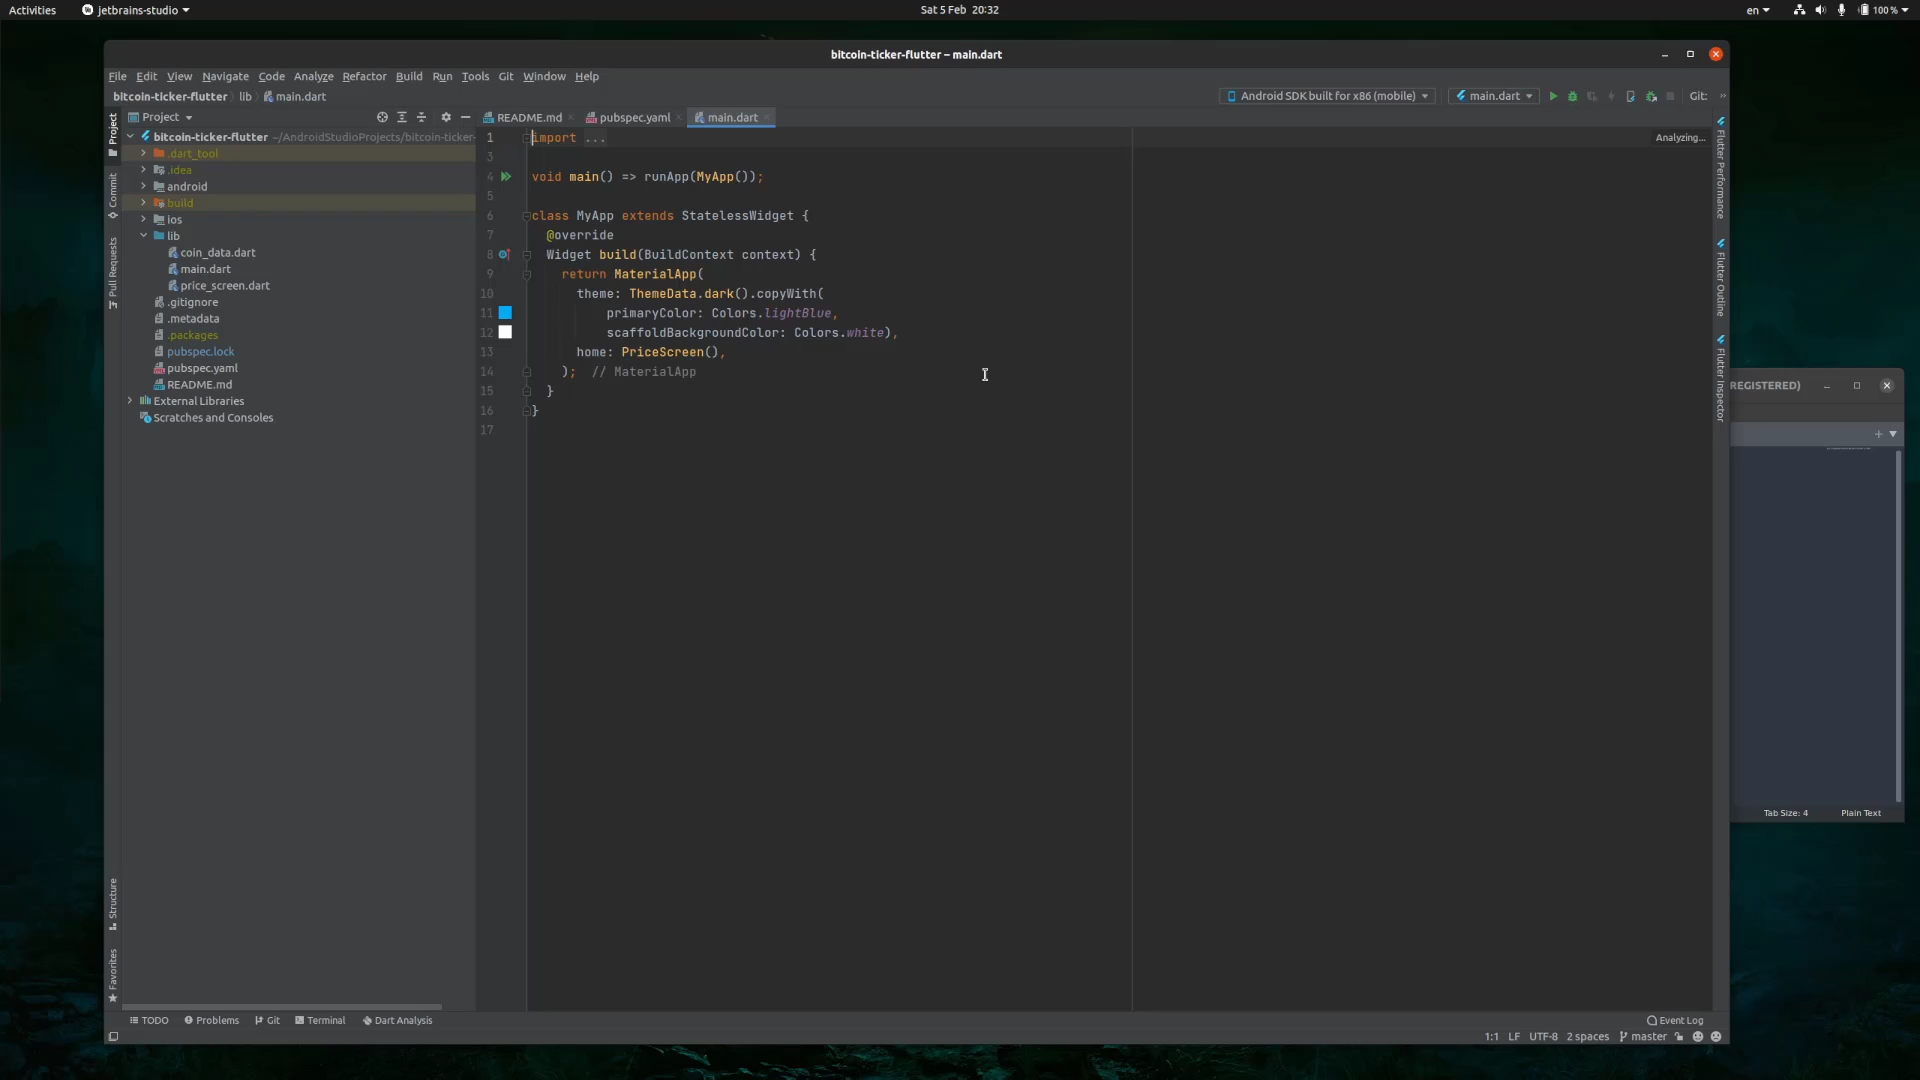 Activities
jetbrains-studio
Sat 5 Feb 20:32
en
100 %
bitcoin-ticker-flutter – main.dart
File Edit View Navigate Code Analyze Refactor Build Run Tools Git Window Help
bitcoin-ticker-flutter lib main.dart
Android SDK built for x86 (mobile)
main.dart
Git:
Project
README.md
pubspec.yaml
main.dart
Project
Commit
Pull Requests
Structure
Favorites
bitcoin-ticker-flutter ~/AndroidStudioProjects/bitcoin-ticker-
.dart_tool
.idea
android
build
ios
lib
coin_data.dart
main.dart
price_screen.dart
.gitignore
.metadata
.packages
pubspec.lock
pubspec.yaml
README.md
External Libraries
Scratches and Consoles
1 import ...
3
4 void main() => runApp(MyApp());
5
6 class MyApp extends StatelessWidget {
7 @override
8 Widget build(BuildContext context) {
9 return MaterialApp(
10 theme: ThemeData.dark().copyWith(
11 primaryColor: Colors.lightBlue,
12 scaffoldBackgroundColor: Colors.white),
13 home: PriceScreen(),
14 ); // MaterialApp
15 }
16 }
17
Analyzing...
Flutter Performance
Flutter Outline
Flutter Inspector
REGISTERED)
Tab Size: 4
Plain Text
TODO
Problems
Git
Terminal
Dart Analysis
Event Log
1:1 LF UTF-8 2 spaces master